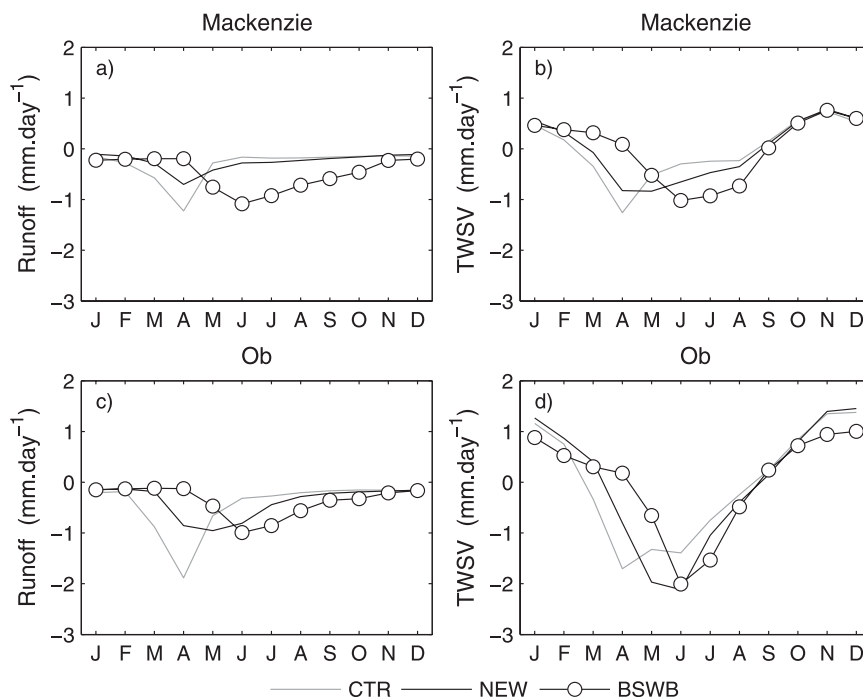 Mackenzie
a)
Runoff (mm.day⁻¹)
2
1
0
−1
−2
−3
J F M A M J J A S O N D
Mackenzie
b)
TWSV (mm.day⁻¹)
2
1
0
−1
−2
−3
J F M A M J J A S O N D
Ob
c)
Runoff (mm.day⁻¹)
2
1
0
−1
−2
−3
J F M A M J J A S O N D
Ob
d)
TWSV (mm.day⁻¹)
2
1
0
−1
−2
−3
J F M A M J J A S O N D
CTR NEW BSWB